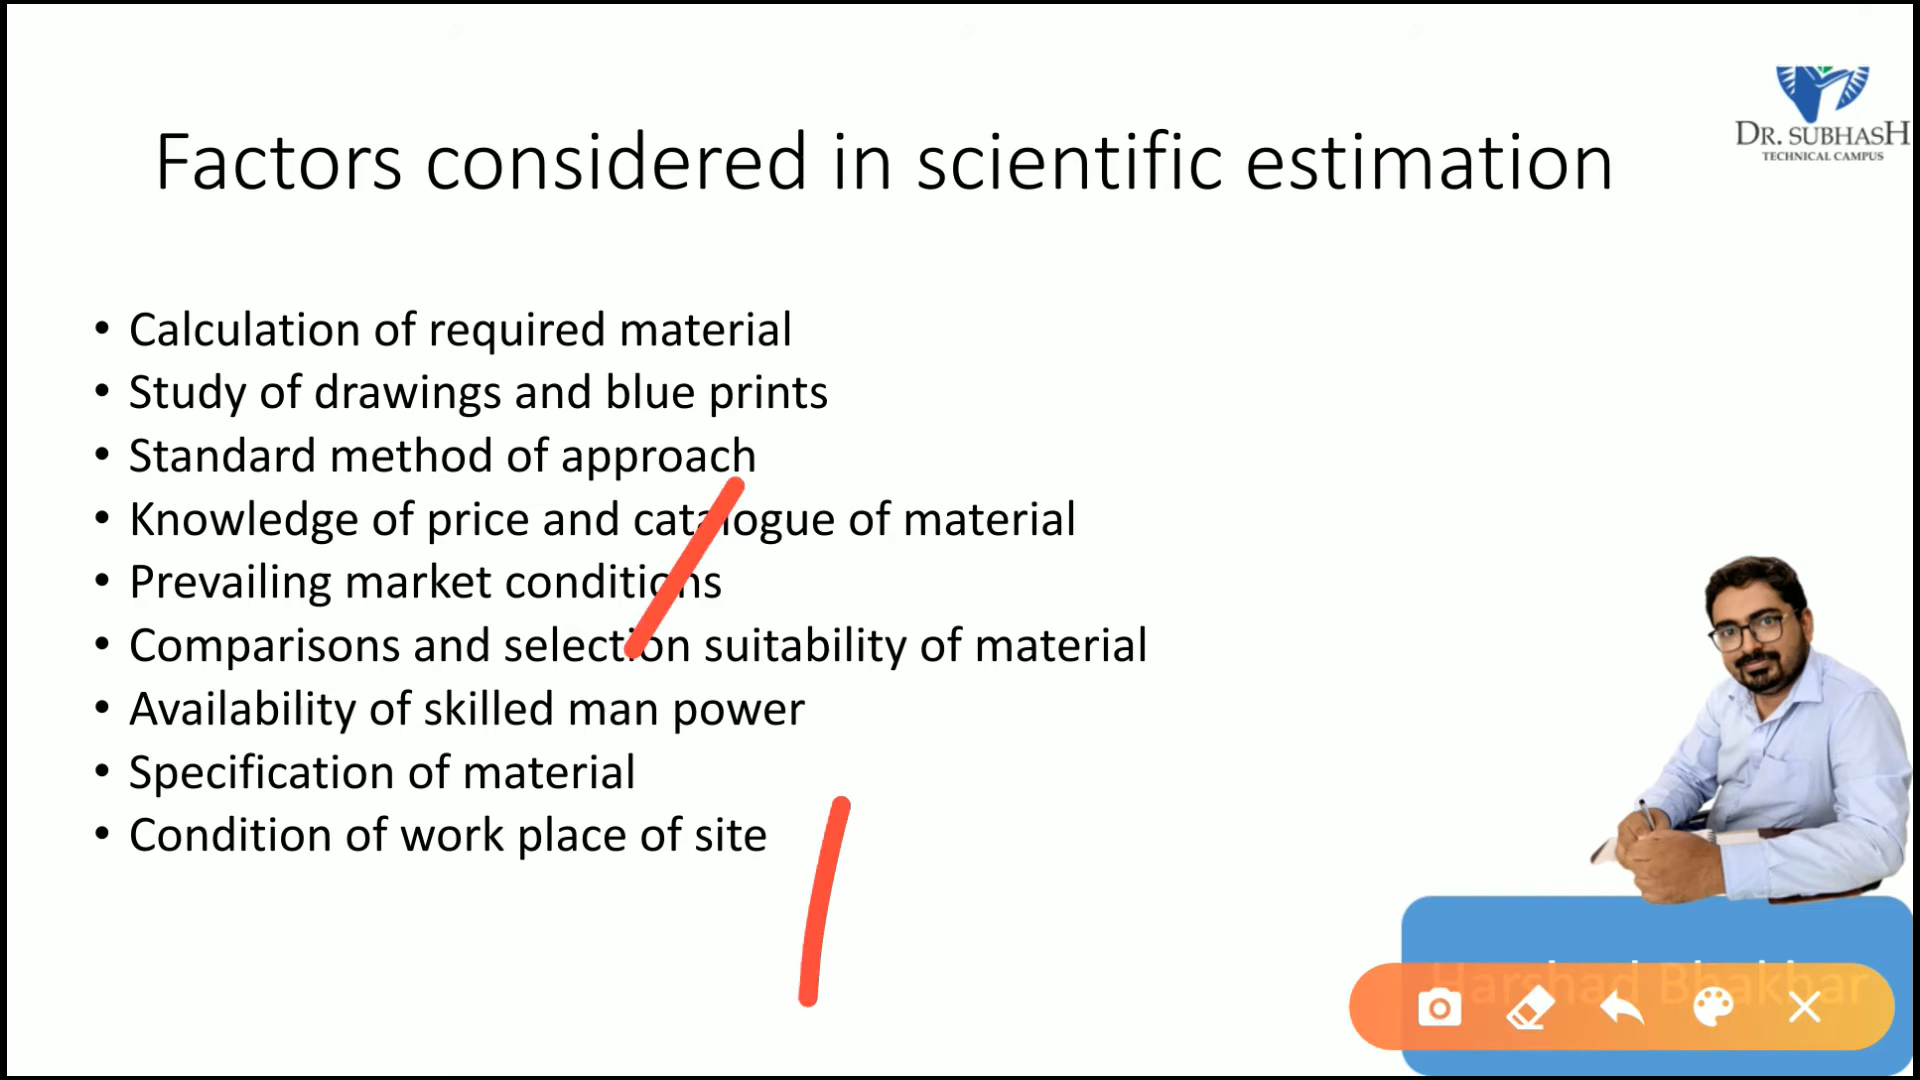 DR. SUBHASH
TECHNICAL CAMPUS
Factors considered in scientific estimation
• Calculation of required material
• Study of drawings and blue prints
• Standard method of approach
• Knowledge of price and catalogue of material
• Prevailing market conditions
• Comparisons and selection suitability of material
• Availability of skilled man power
• Specification of material
• Condition of work place of site
Harshad Bhakhar